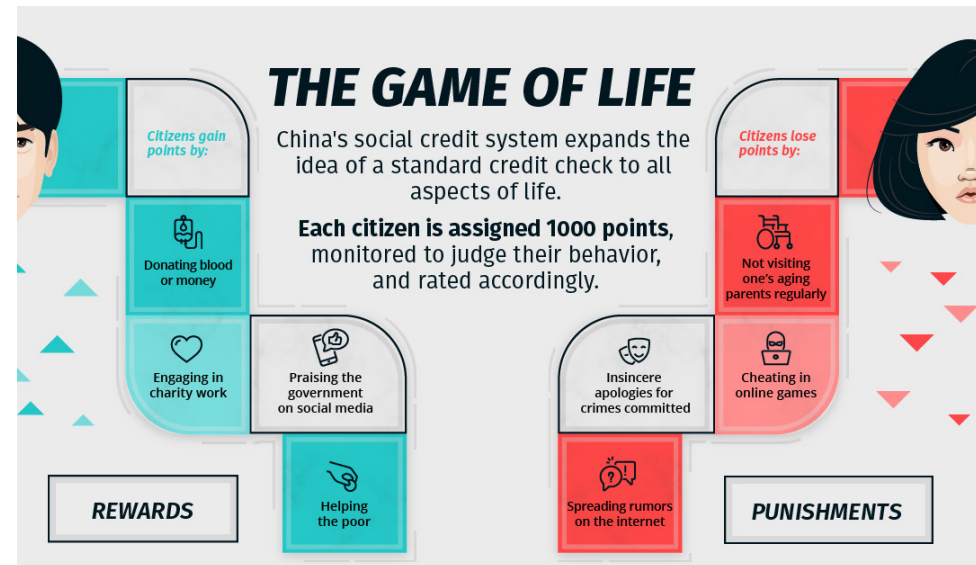 THE GAME OF LIFE
China's social credit system expands the
idea of a standard credit check to all
aspects of life.
Each citizen is assigned 1000 points,
monitored to judge their behavior,
and rated accordingly.
Citizens gain
points by:
Donating blood
or money
Engaging in
charity work
Praising the
government
on social media
Helping
the poor
REWARDS
Citizens lose
points by:
Not visiting
one's aging
parents regularly
Cheating in
online games
Insincere
apologies for
crimes committed
Spreading rumors
on the internet
PUNISHMENTS